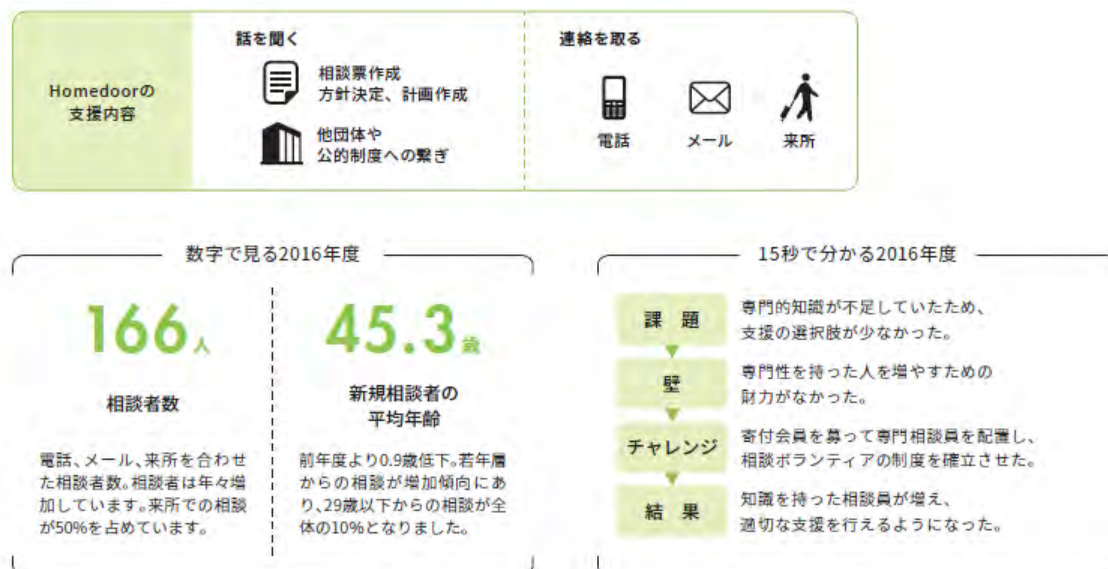 Homedoorの
支援内容
話を聞く
相談票作成
方針決定、計画作成
他団体や
公的制度への繋ぎ
連絡を取る
電話
メール
来所
数字で見る2016年度
166人
相談者数
電話、メール、来所を合わせ
た相談者数。相談者は年々増
加しています。来所での相談
が50%を占めています。
45.3歳
新規相談者の
平均年齢
前年度より0.9歳低下。若年層
からの相談が増加傾向にあ
り、29歳以下からの相談が全
体の10%となりました。
15秒で分かる2016年度
課 題
専門的知識が不足していたため、
支援の選択肢が少なかった。
壁
専門性を持った人を増やすための
財力がなかった。
チャレンジ
寄付会員を募って専門相談員を配置し、
相談ボランティアの制度を確立させた。
結 果
知識を持った相談員が増え、
適切な支援を行えるようになった。